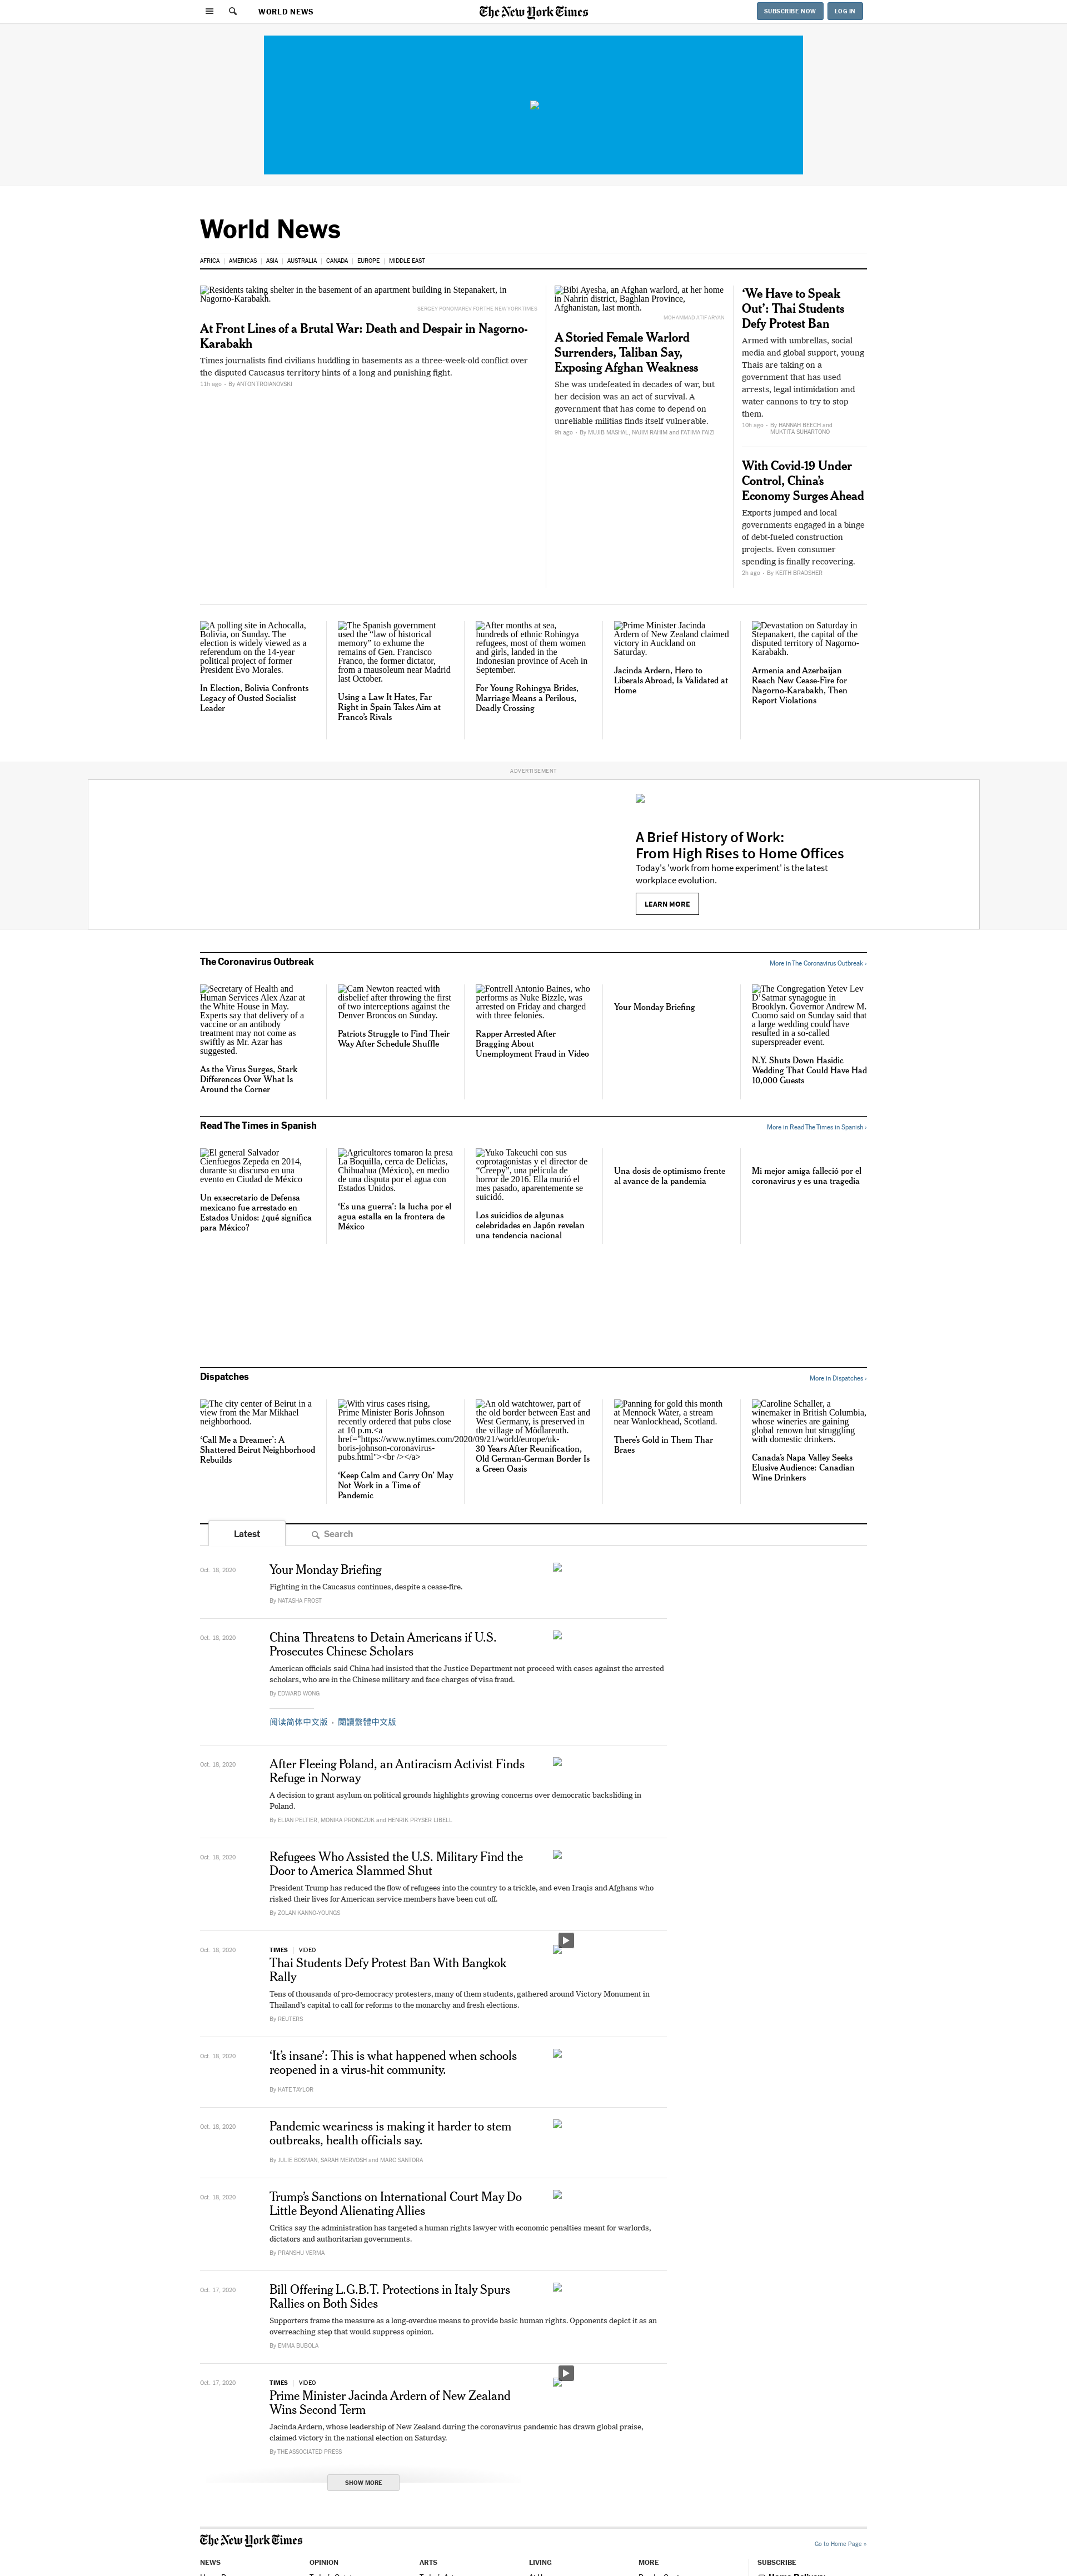 WORLD NEWS
The New York Times
SUBSCRIBE NOW
LOG IN
World News
AFRICA
AMERICAS
ASIA
AUSTRALIA
CANADA
EUROPE
MIDDLE EAST
Residents taking shelter in the basement of an apartment building in Stepanakert, in
Nagorno-Karabakh.
SERGEY PONOMAREV FOR THE NEW YORK TIMES
At Front Lines of a Brutal War: Death and Despair in Nagorno-
Karabakh
Times journalists find civilians huddling in basements as a three-week-old conflict over
the disputed Caucasus territory hints of a long and punishing fight.
11h ago • By ANTON TROIANOVSKI
Bibi Ayesha, an Afghan warlord, at her home
in Nahrin district, Baghlan Province,
Afghanistan, last month.
MOHAMMAD ATIF ARYAN
A Storied Female Warlord
Surrenders, Taliban Say,
Exposing Afghan Weakness
She was undefeated in decades of war, but
her decision was an act of survival. A
government that has come to depend on
unreliable militias finds itself vulnerable.
9h ago • By MUJIB MASHAL, NAJIM RAHIM and FATIMA FAIZI
‘We Have to Speak
Out’: Thai Students
Defy Protest Ban
Armed with umbrellas, social
media and global support, young
Thais are taking on a
government that has used
arrests, legal intimidation and
water cannons to try to stop
them.
10h ago • By HANNAH BEECH and
MUKTITA SUHARTONO
With Covid-19 Under
Control, China’s
Economy Surges Ahead
Exports jumped and local
governments engaged in a binge
of debt-fueled construction
projects. Even consumer
spending is finally recovering.
2h ago • By KEITH BRADSHER
A polling site in Achocalla,
Bolivia, on Sunday. The
election is widely viewed as a
referendum on the 14-year
political project of former
President Evo Morales.
In Election, Bolivia Confronts
Legacy of Ousted Socialist
Leader
The Spanish government
used the “law of historical
memory” to exhume the
remains of Gen. Francisco
Franco, the former dictator,
from a mausoleum near Madrid
last October.
Using a Law It Hates, Far
Right in Spain Takes Aim at
Franco’s Rivals
After months at sea,
hundreds of ethnic Rohingya
refugees, most of them women
and girls, landed in the
Indonesian province of Aceh in
September.
For Young Rohingya Brides,
Marriage Means a Perilous,
Deadly Crossing
Prime Minister Jacinda
Ardern of New Zealand claimed
victory in Auckland on
Saturday.
Jacinda Ardern, Hero to
Liberals Abroad, Is Validated at
Home
Devastation on Saturday in
Stepanakert, the capital of the
disputed territory of Nagorno-
Karabakh.
Armenia and Azerbaijan
Reach New Cease-Fire for
Nagorno-Karabakh, Then
Report Violations
ADVERTISEMENT
A Brief History of Work:
From High Rises to Home Offices
Today's 'work from home experiment' is the latest
workplace evolution.
LEARN MORE
The Coronavirus Outbreak
More in The Coronavirus Outbreak ›
Secretary of Health and
Human Services Alex Azar at
the White House in May.
Experts say that delivery of a
vaccine or an antibody
treatment may not come as
swiftly as Mr. Azar has
suggested.
As the Virus Surges, Stark
Differences Over What Is
Around the Corner
Cam Newton reacted with
disbelief after throwing the first
of two interceptions against the
Denver Broncos on Sunday.
Patriots Struggle to Find Their
Way After Schedule Shuffle
Fontrell Antonio Baines, who
performs as Nuke Bizzle, was
arrested on Friday and charged
with three felonies.
Rapper Arrested After
Bragging About
Unemployment Fraud in Video
Your Monday Briefing
The Congregation Yetev Lev
D’Satmar synagogue in
Brooklyn. Governor Andrew M.
Cuomo said on Sunday said that
a large wedding could have
resulted in a so-called
superspreader event.
N.Y. Shuts Down Hasidic
Wedding That Could Have Had
10,000 Guests
Read The Times in Spanish
More in Read The Times in Spanish ›
El general Salvador
Cienfuegos Zepeda en 2014,
durante su discurso en una
evento en Ciudad de México
Un exsecretario de Defensa
mexicano fue arrestado en
Estados Unidos: ¿qué significa
para México?
Agricultores tomaron la presa
La Boquilla, cerca de Delicias,
Chihuahua (México), en medio
de una disputa por el agua con
Estados Unidos.
‘Es una guerra’: la lucha por el
agua estalla en la frontera de
México
Yuko Takeuchi con sus
coprotagonistas y el director de
“Creepy”, una película de
horror de 2016. Ella murió el
mes pasado, aparentemente se
suicidó.
Los suicidios de algunas
celebridades en Japón revelan
una tendencia nacional
Una dosis de optimismo frente
al avance de la pandemia
Mi mejor amiga falleció por el
coronavirus y es una tragedia
Dispatches
More in Dispatches ›
The city center of Beirut in a
view from the Mar Mikhael
neighborhood.
‘Call Me a Dreamer’: A
Shattered Beirut Neighborhood
Rebuilds
With virus cases rising,
Prime Minister Boris Johnson
recently ordered that pubs close
at 10 p.m.<a
href="https://www.nytimes.com/2020/09/21/world/europe/uk-
boris-johnson-coronavirus-
pubs.html"><br /></a>
‘Keep Calm and Carry On’ May
Not Work in a Time of
Pandemic
An old watchtower, part of
the old border between East and
West Germany, is preserved in
the village of Mödlareuth.
30 Years After Reunification,
Old German-German Border Is
a Green Oasis
Panning for gold this month
at Mennock Water, a stream
near Wanlockhead, Scotland.
There’s Gold in Them Thar
Braes
Caroline Schaller, a
winemaker in British Columbia,
whose wineries are gaining
global renown but struggling
with domestic drinkers.
Canada’s Napa Valley Seeks
Elusive Audience: Canadian
Wine Drinkers
Latest
Search
Oct. 18, 2020
Your Monday Briefing
Fighting in the Caucasus continues, despite a cease-fire.
By NATASHA FROST
Oct. 18, 2020
China Threatens to Detain Americans if U.S.
Prosecutes Chinese Scholars
American officials said China had insisted that the Justice Department not proceed with cases against the arrested
scholars, who are in the Chinese military and face charges of visa fraud.
By EDWARD WONG
阅读简体中文版 • 閱讀繁體中文版
Oct. 18, 2020
After Fleeing Poland, an Antiracism Activist Finds
Refuge in Norway
A decision to grant asylum on political grounds highlights growing concerns over democratic backsliding in
Poland.
By ELIAN PELTIER, MONIKA PRONCZUK and HENRIK PRYSER LIBELL
Oct. 18, 2020
Refugees Who Assisted the U.S. Military Find the
Door to America Slammed Shut
President Trump has reduced the flow of refugees into the country to a trickle, and even Iraqis and Afghans who
risked their lives for American service members have been cut off.
By ZOLAN KANNO-YOUNGS
Oct. 18, 2020
TIMES | VIDEO
Thai Students Defy Protest Ban With Bangkok
Rally
Tens of thousands of pro-democracy protesters, many of them students, gathered around Victory Monument in
Thailand’s capital to call for reforms to the monarchy and fresh elections.
By REUTERS
Oct. 18, 2020
‘It’s insane’: This is what happened when schools
reopened in a virus-hit community.
By KATE TAYLOR
Oct. 18, 2020
Pandemic weariness is making it harder to stem
outbreaks, health officials say.
By JULIE BOSMAN, SARAH MERVOSH and MARC SANTORA
Oct. 18, 2020
Trump’s Sanctions on International Court May Do
Little Beyond Alienating Allies
Critics say the administration has targeted a human rights lawyer with economic penalties meant for warlords,
dictators and authoritarian governments.
By PRANSHU VERMA
Oct. 17, 2020
Bill Offering L.G.B.T. Protections in Italy Spurs
Rallies on Both Sides
Supporters frame the measure as a long-overdue means to provide basic human rights. Opponents depict it as an
overreaching step that would suppress opinion.
By EMMA BUBOLA
Oct. 17, 2020
TIMES | VIDEO
Prime Minister Jacinda Ardern of New Zealand
Wins Second Term
Jacinda Ardern, whose leadership of New Zealand during the coronavirus pandemic has drawn global praise,
claimed victory in the national election on Saturday.
By THE ASSOCIATED PRESS
SHOW MORE
The New York Times
Go to Home Page »
NEWS
OPINION
ARTS
LIVING
MORE
SUBSCRIBE